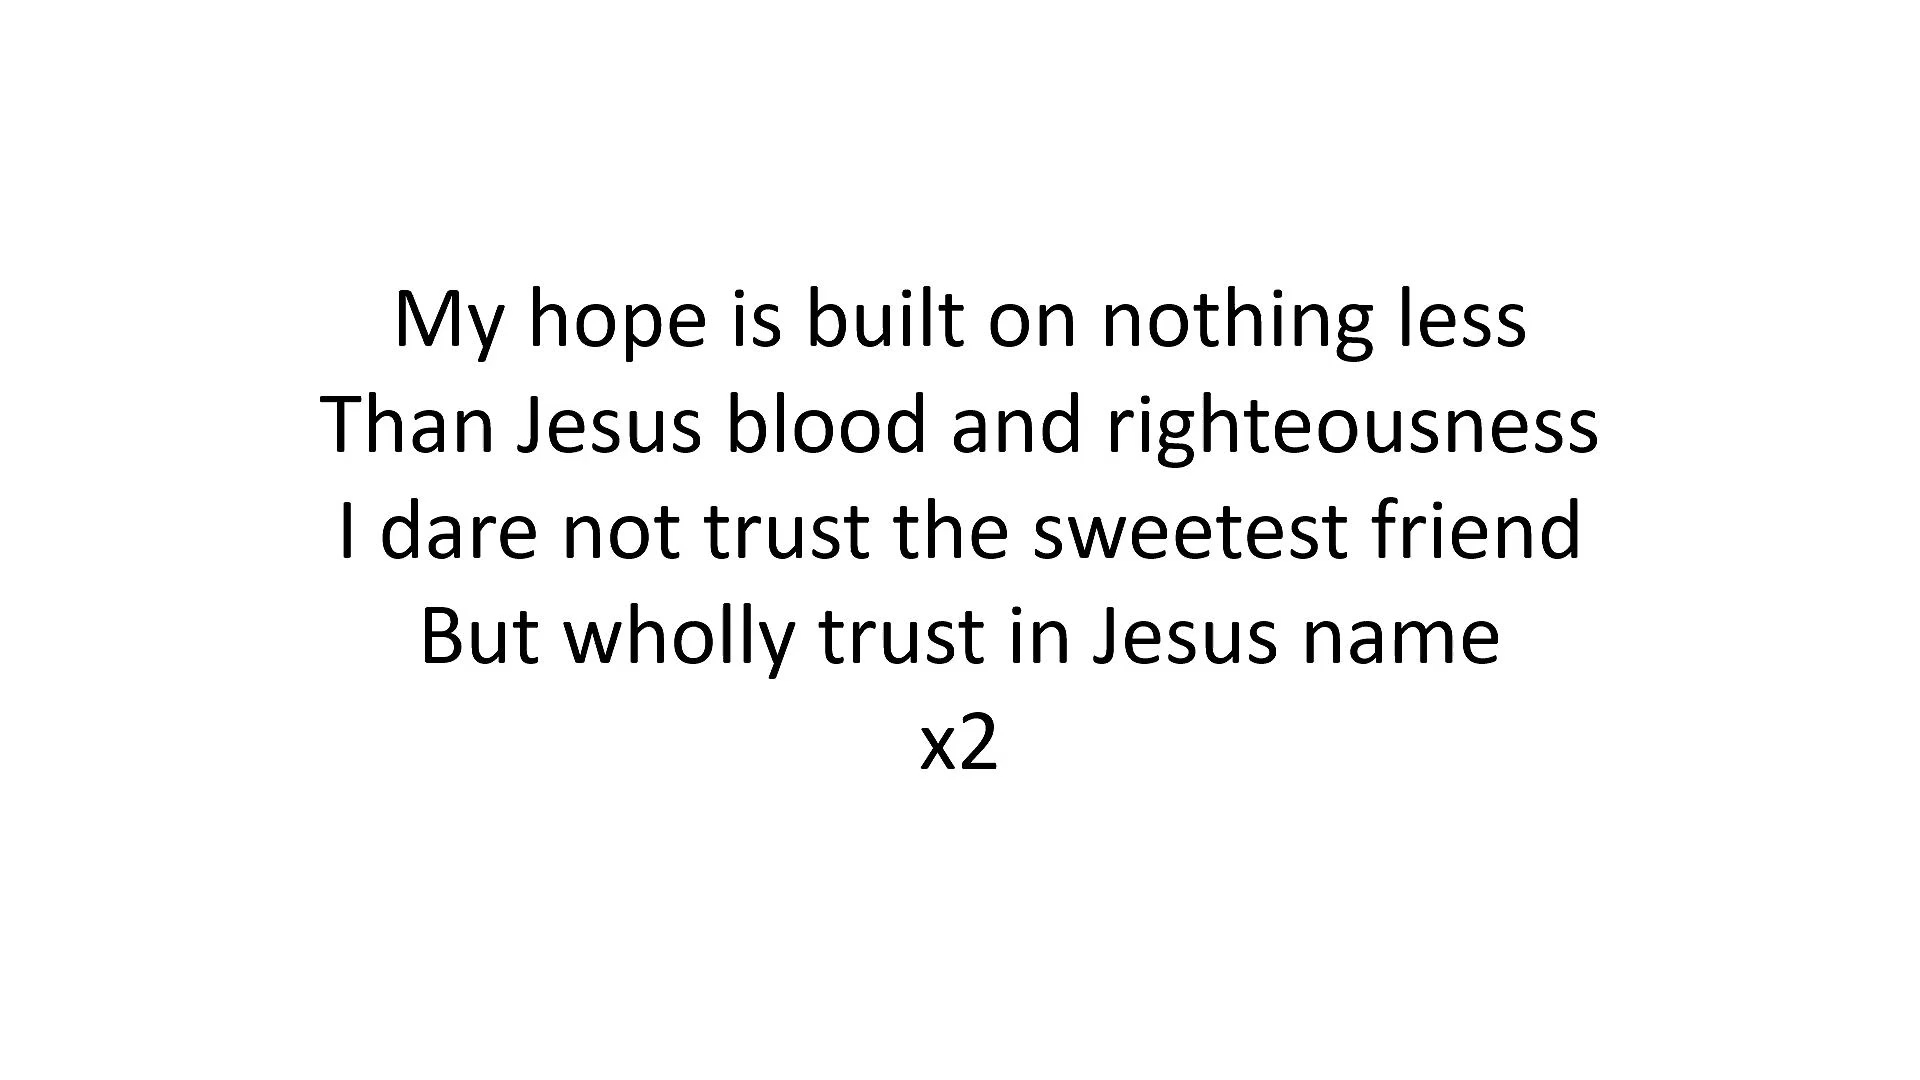 My hope is built on nothing less
Than Jesus blood and righteousness
I dare not trust the sweetest friend
But wholly trust in Jesus name
x2